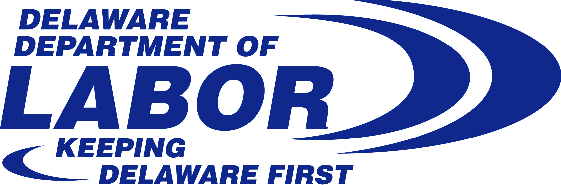 DELAWARE
DEPARTMENT OF
LABOR
KEEPING
DELAWARE FIRST